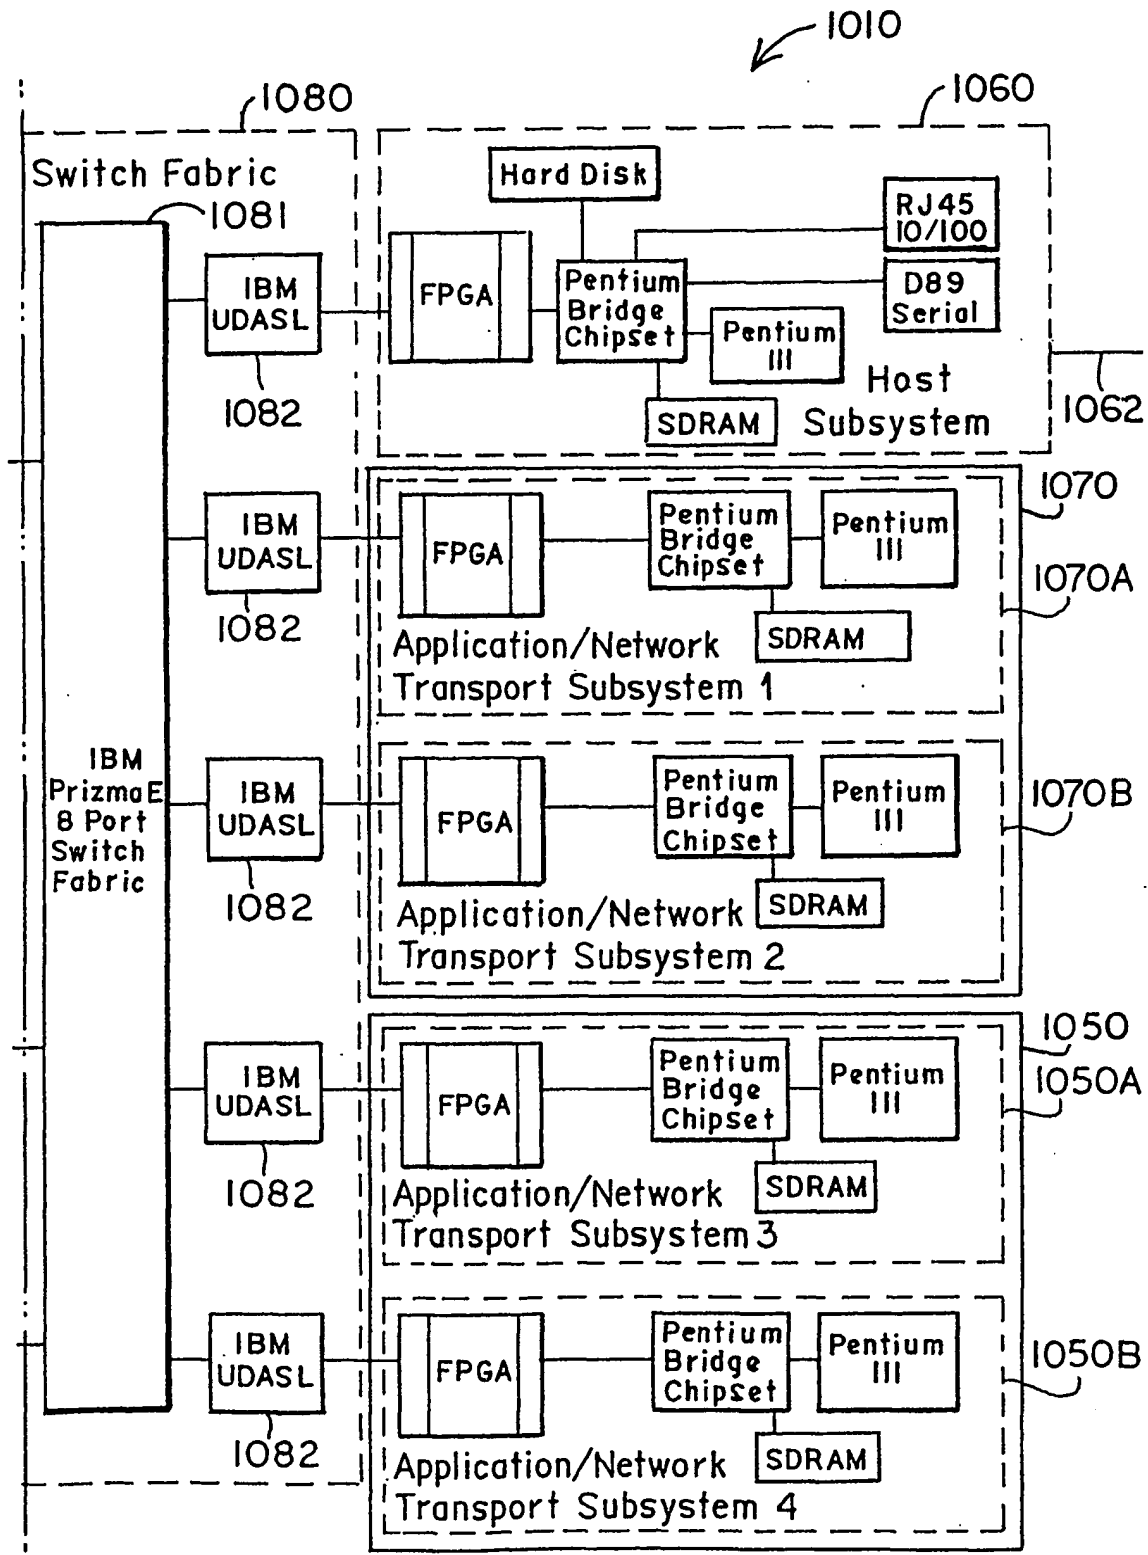 1010
1080
1060
Switch Fabric
1081
Hard Disk
RJ45
10/100
IBM
UDASL
FPGA
Pentium
Bridge
Chipset
D89
Serial
Pentium
III
1082
SDRAM
Host
Subsystem
1062
1070
IBM
UDASL
FPGA
Pentium
Bridge
Chipset
Pentium
III
1070A
1082
SDRAM
Application/Network
Transport Subsystem 1
IBM
PrizmaE
8 Port
Switch
Fabric
IBM
UDASL
FPGA
Pentium
Bridge
Chipset
Pentium
III
1070B
1082
SDRAM
Application/Network
Transport Subsystem 2
1050
IBM
UDASL
FPGA
Pentium
Bridge
Chipset
Pentium
III
1050A
1082
SDRAM
Application/Network
Transport Subsystem 3
IBM
UDASL
FPGA
Pentium
Bridge
Chipset
Pentium
III
1050B
1082
SDRAM
Application/Network
Transport Subsystem 4